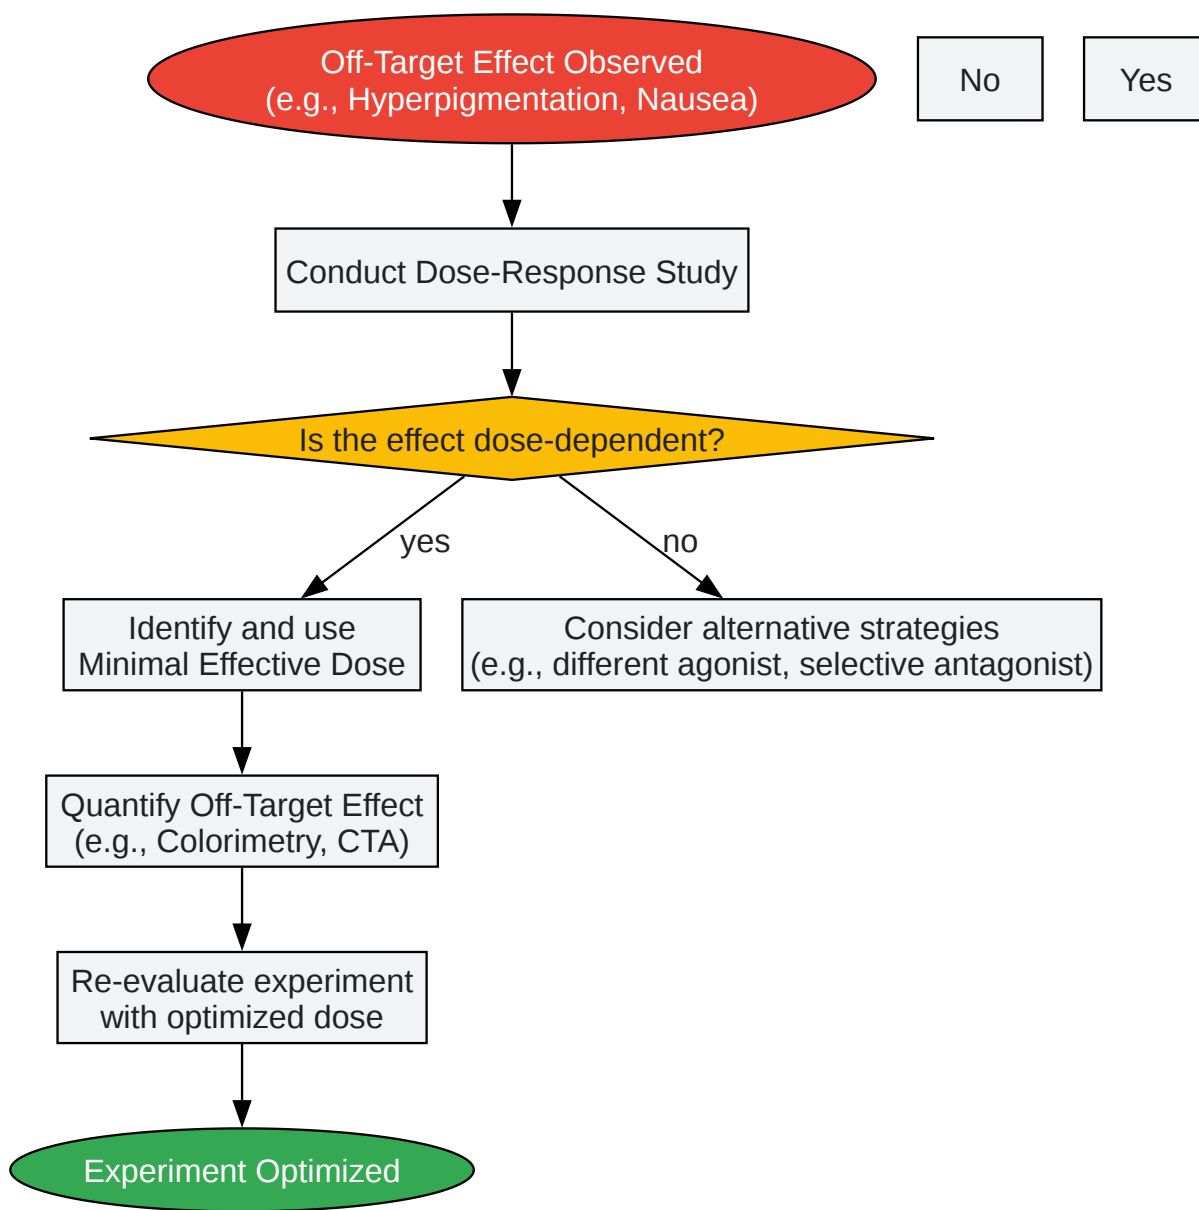 Off-Target Effect Observed
(e.g., Hyperpigmentation, Nausea)
No
Yes
Conduct Dose-Response Study
Is the effect dose-dependent?
yes
no
Identify and use
Minimal Effective Dose
Consider alternative strategies
(e.g., different agonist, selective antagonist)
Quantify Off-Target Effect
(e.g., Colorimetry, CTA)
Re-evaluate experiment
with optimized dose
Experiment Optimized